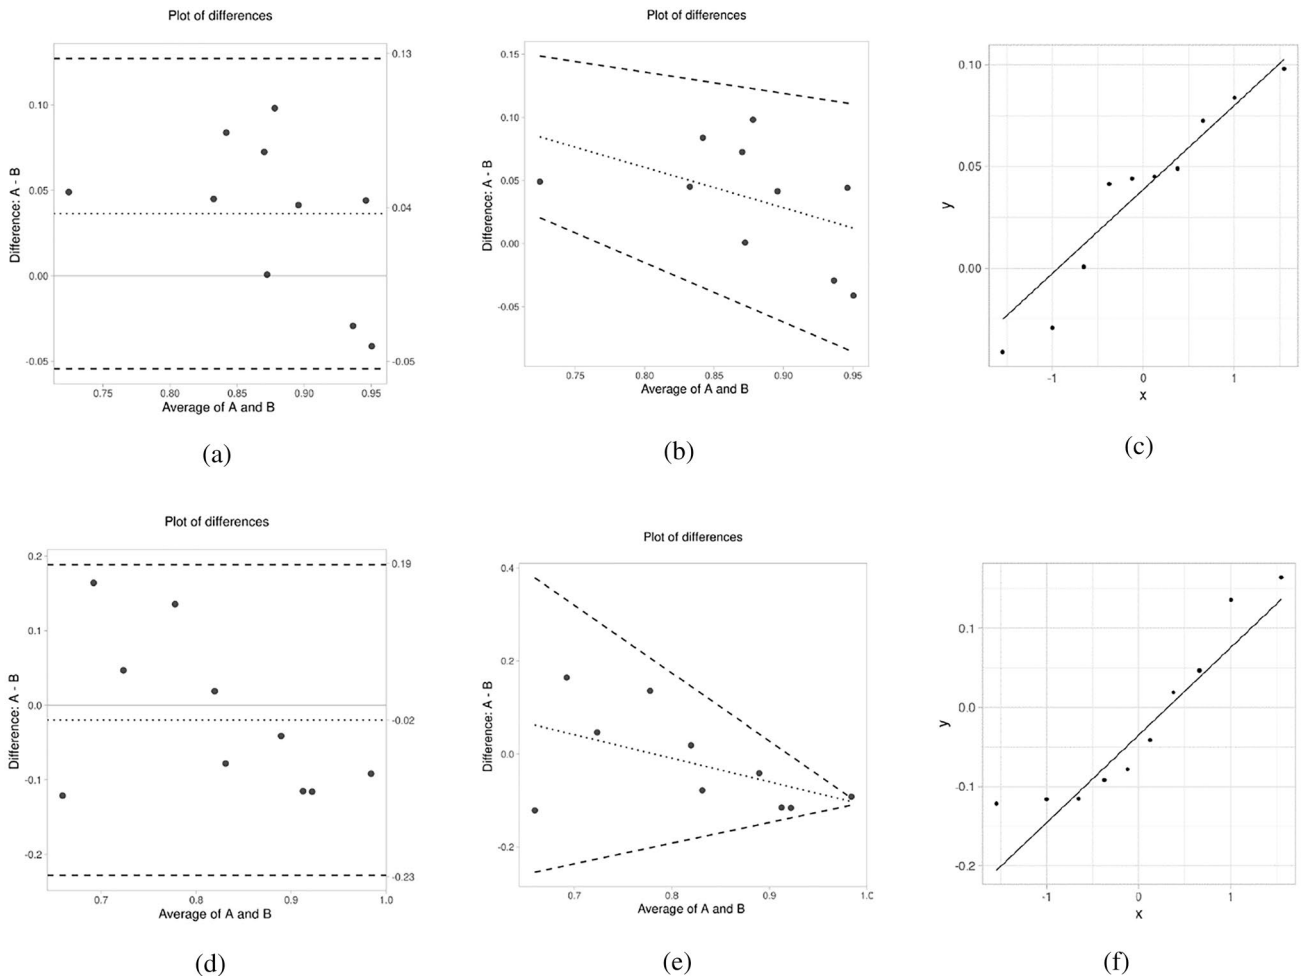 Plot of differences
0.10
0.05
0.00
-0.05
0.13
0.04
-0.05
Difference: A - B
0.75 0.80 0.85 0.90 0.95
Average of A and B
(a)
Plot of differences
0.15
0.10
0.05
0.00
-0.05
Difference: A - B
0.75 0.80 0.85 0.90 0.95
Average of A and B
(b)
0.10
0.05
0.00
y
-1 0 1
x
(c)
Plot of differences
0.2
0.1
0.0
-0.1
-0.2
0.19
-0.02
-0.23
Difference: A - B
0.7 0.8 0.9 1.0
Average of A and B
(d)
Plot of differences
0.4
0.2
0.0
-0.2
Difference: A - B
0.7 0.8 0.9 1.0
Average of A and B
(e)
0.1
0.0
-0.1
-0.2
y
-1 0 1
x
(f)